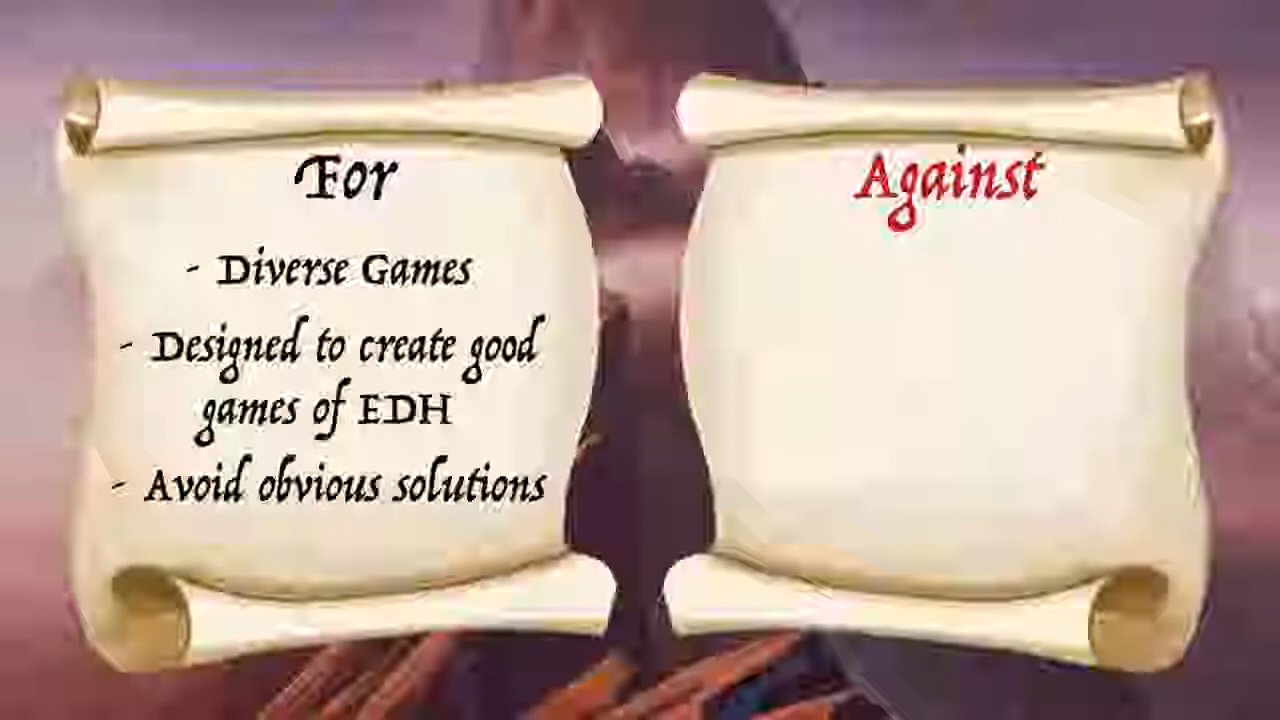 For
- Diverse Games
- Designed to create good
games of EDH
- Avoid obvious solutions
Against